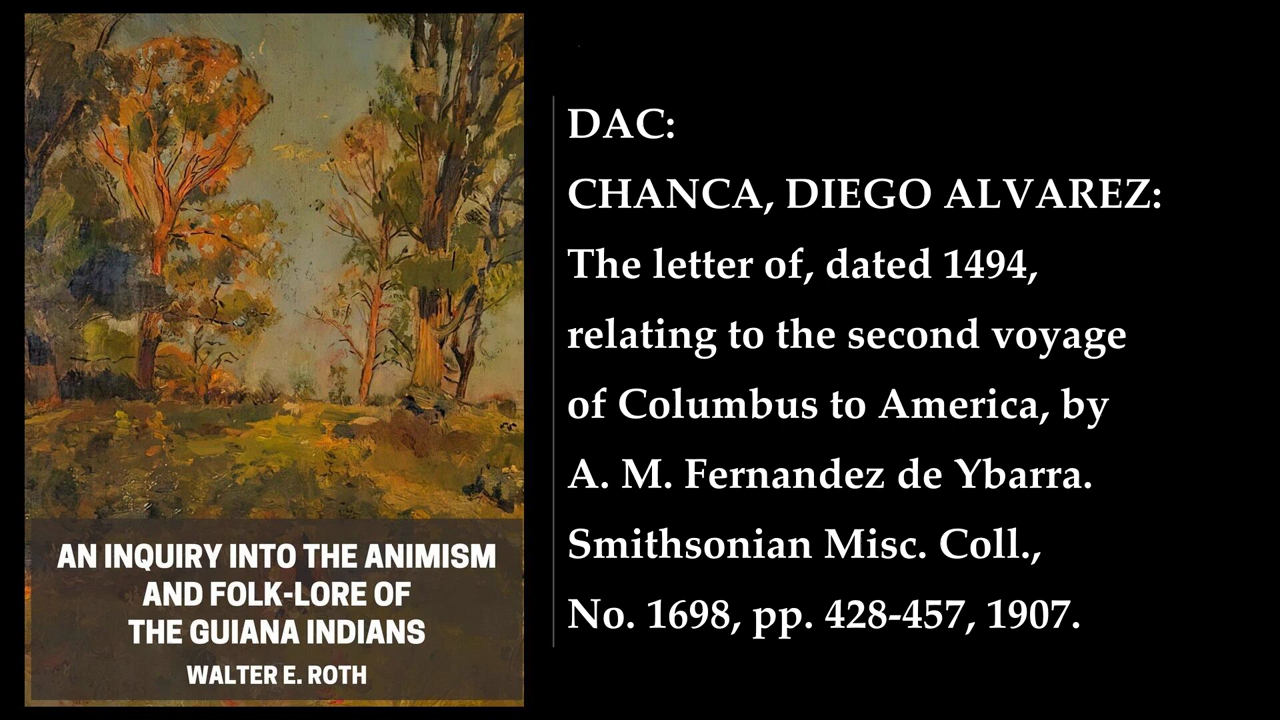 AN INQUIRY INTO THE ANIMISM
AND FOLK-LORE OF
THE GUIANA INDIANS
WALTER E. ROTH
DAC:
CHANCA, DIEGO ALVAREZ:
The letter of, dated 1494,
relating to the second voyage
of Columbus to America, by
A. M. Fernandez de Ybarra.
Smithsonian Misc. Coll.,
No. 1698, pp. 428-457, 1907.